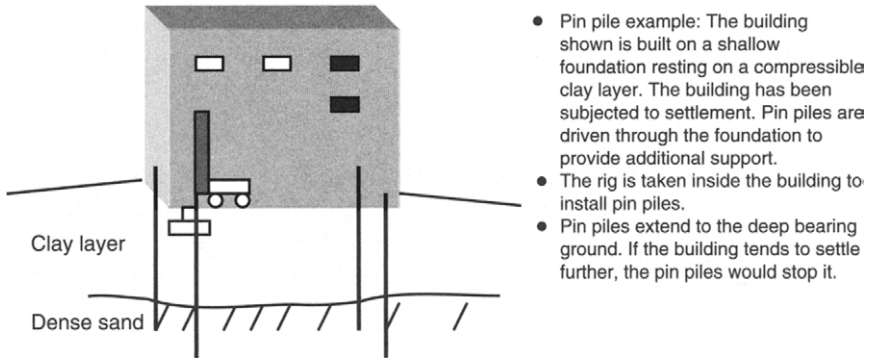 Clay layer
Dense sand
● Pin pile example: The building
shown is built on a shallow
foundation resting on a compressible
clay layer. The building has been
subjected to settlement. Pin piles are
driven through the foundation to
provide additional support.
● The rig is taken inside the building to
install pin piles.
● Pin piles extend to the deep bearing
ground. If the building tends to settle
further, the pin piles would stop it.